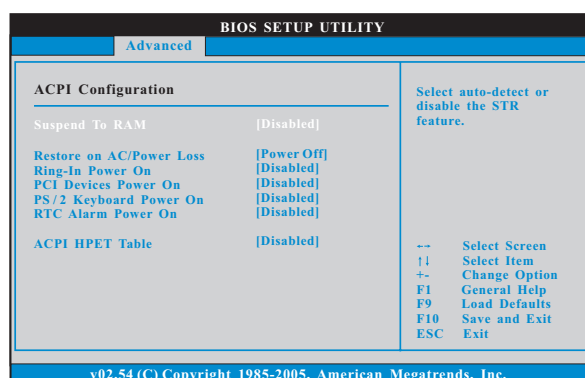 BIOS SETUP UTILITY
Advanced
ACPI Configuration
Suspend To RAM [Disabled]
Restore on AC/Power Loss [Power Off]
Ring-In Power On [Disabled]
PCI Devices Power On [Disabled]
PS/2 Keyboard Power On [Disabled]
RTC Alarm Power On [Disabled]
ACPI HPET Table [Disabled]
Select auto-detect or
disable the STR
feature.
←→ Select Screen
↑↓ Select Item
+- Change Option
F1 General Help
F9 Load Defaults
F10 Save and Exit
ESC Exit
v02.54 (C) Copyright 1985-2005, American Megatrends, Inc.